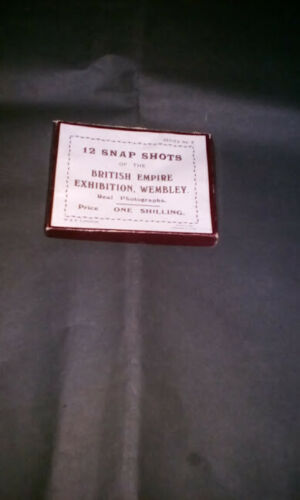 12 SNAP SHOTS
OF THE
BRITISH EMPIRE
EXHIBITION, WEMBLEY.
Real Photographs.
Price ONE SHILLING.